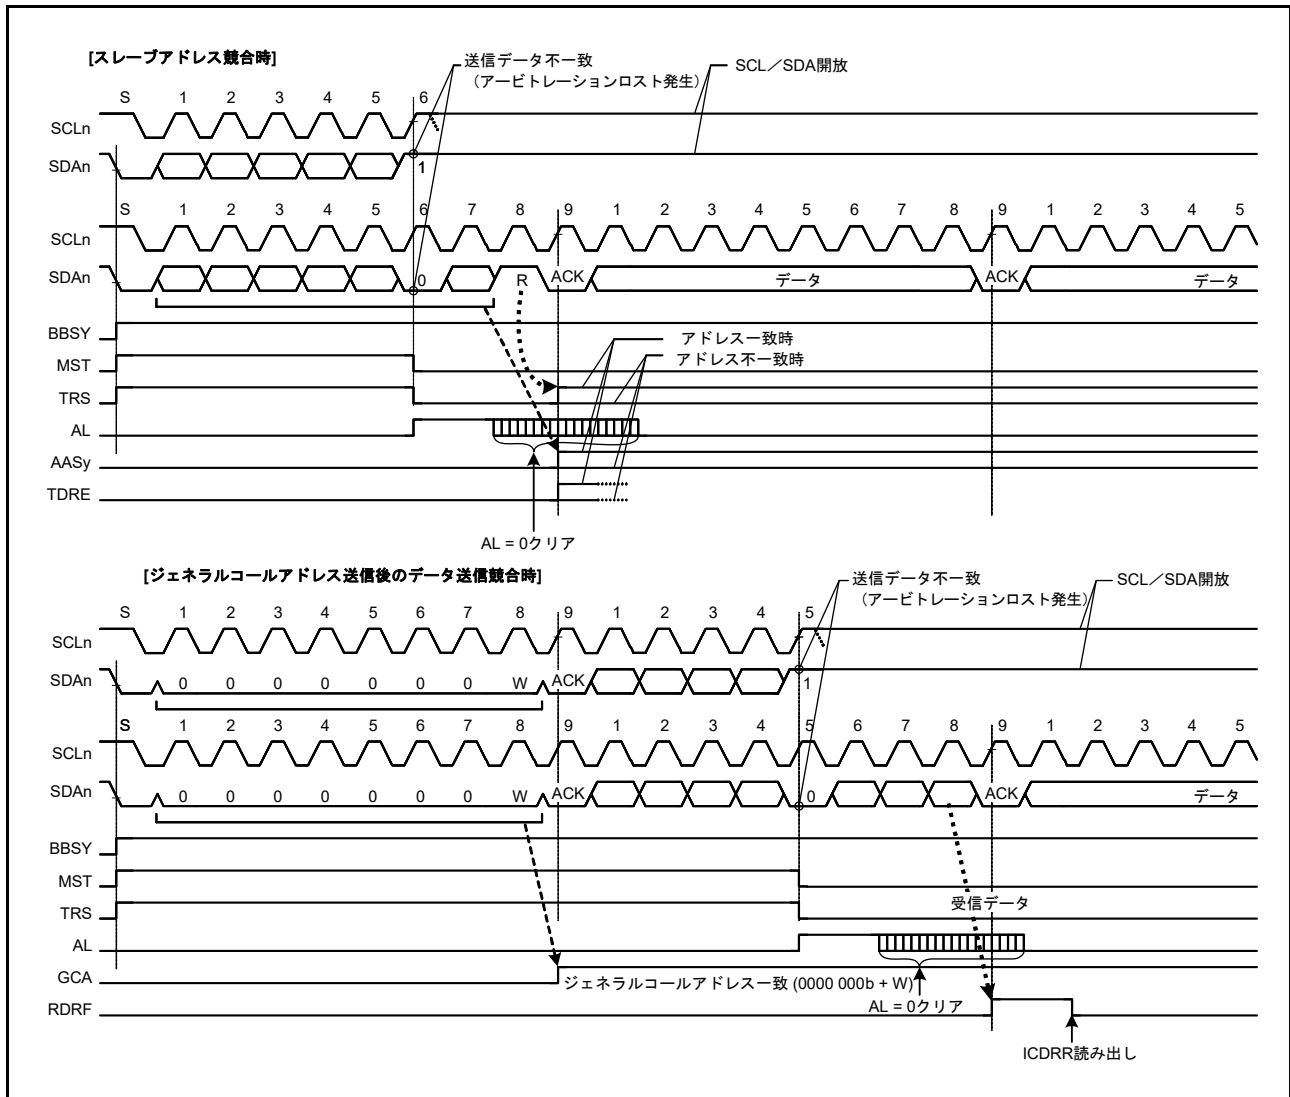 [スレーブアドレス競合時]
送信データ不一致
（アービトレーションロスト発生）
SCL／SDA開放
S 1 2 3 4 5 6
SCLn
SDAn
1
S 1 2 3 4 5 6 7 8 9 1 2 3 4 5 6 7 8 9 1 2 3 4 5
SCLn
SDAn 0 R ACK データ ACK データ
BBSY
アドレス一致時
MST
アドレス不一致時
TRS
AL
AASy
TDRE
AL = 0クリア
[ジェネラルコールアドレス送信後のデータ送信競合時]
送信データ不一致
（アービトレーションロスト発生）
SCL／SDA開放
S 1 2 3 4 5 6 7 8 9 1 2 3 4 5
SCLn
SDAn 0 0 0 0 0 0 0 W ACK 1
S 1 2 3 4 5 6 7 8 9 1 2 3 4 5 6 7 8 9 1 2 3 4 5
SCLn
SDAn 0 0 0 0 0 0 0 W ACK 0 ACK データ
BBSY
MST
受信データ
TRS
AL
GCA
ジェネラルコールアドレス一致 (0000 000b + W)
RDRF
AL = 0クリア
ICDRR読み出し